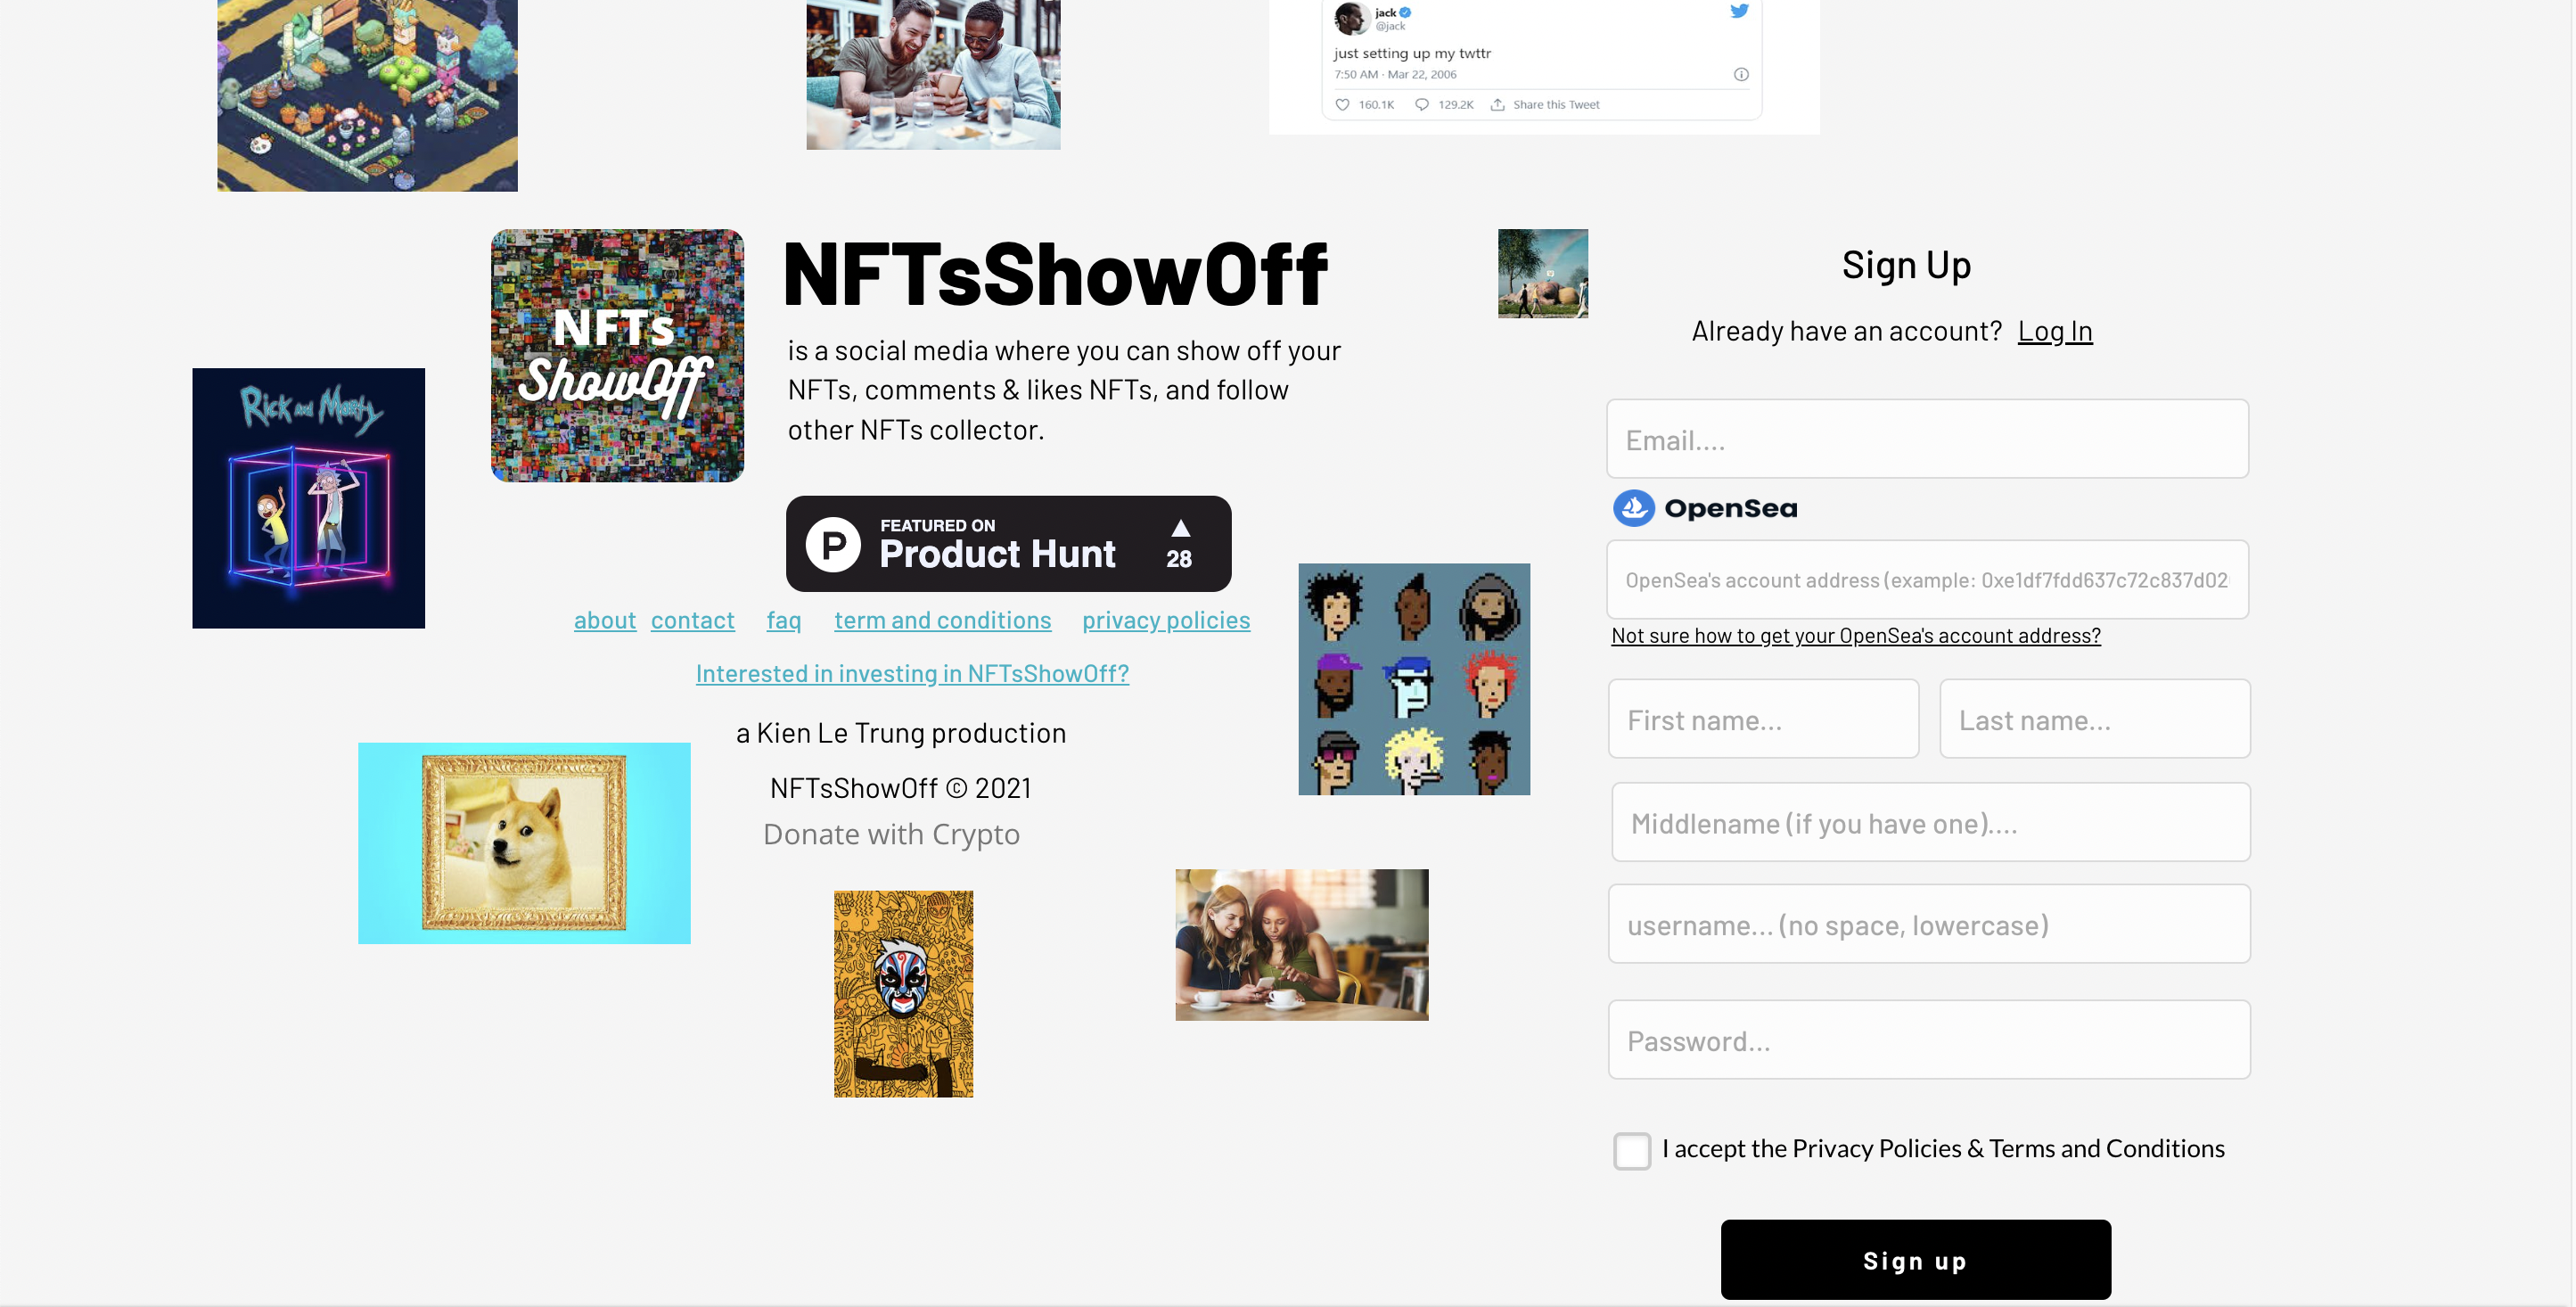 jack
@jack
just setting up my twttr
7:50 AM · Mar 22, 2006
160.1K 129.2K Share this Tweet
NFTs
ShowOff
NFTsShowOff
is a social media where you can show off your
NFTs, comments & likes NFTs, and follow
other NFTs collector.
Rick and Morty
P FEATURED ON
Product Hunt
28
about contact faq term and conditions privacy policies
Interested in investing in NFTsShowOff?
a Kien Le Trung production
NFTsShowOff © 2021
Donate with Crypto
Sign Up
Already have an account? Log In
Email....
OpenSea
OpenSea's account address (example: 0xe1df7fdd637c72c837d02
Not sure how to get your OpenSea's account address?
First name... Last name...
Middlename (if you have one)....
username... (no space, lowercase)
Password...
I accept the Privacy Policies & Terms and Conditions
Sign up